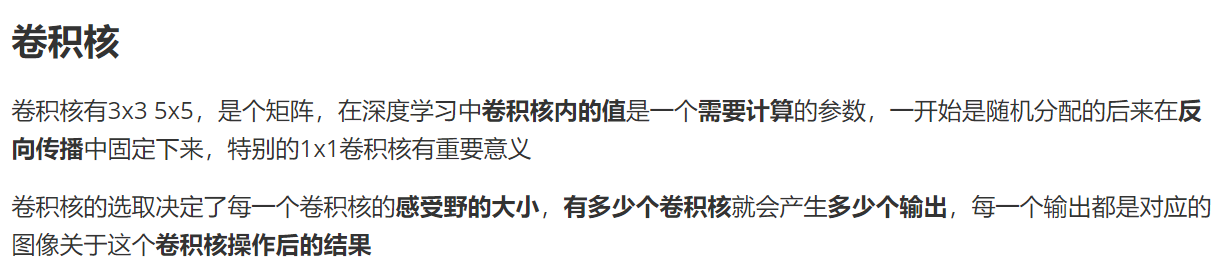 卷积核
卷积核有3x3 5x5，是个矩阵，在深度学习中卷积核内的值是一个需要计算的参数，一开始是随机分配的后来在反
向传播中固定下来，特别的1x1卷积核有重要意义
卷积核的选取决定了每一个卷积核的感受野的大小，有多少个卷积核就会产生多少个输出，每一个输出都是对应的
图像关于这个卷积核操作后的结果